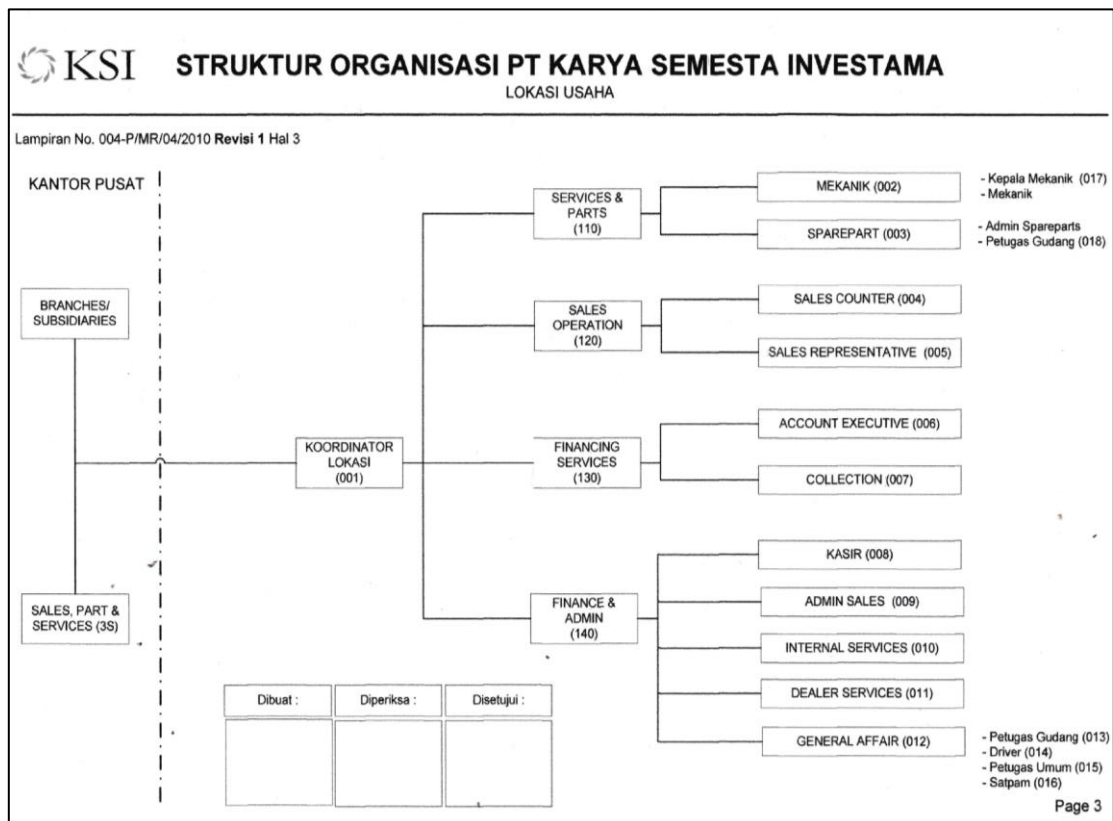 KSI
STRUKTUR ORGANISASI PT KARYA SEMESTA INVESTAMA
LOKASI USAHA
Lampiran No. 004-P/MR/04/2010 Revisi 1 Hal 3
KANTOR PUSAT
BRANCHES/
SUBSIDIARIES
SALES, PART &
SERVICES (3S)
KOORDINATOR
LOKASI
(001)
SERVICES &
PARTS
(110)
MEKANIK (002)
- Kepala Mekanik (017)
- Mekanik
SPAREPART (003)
- Admin Spareparts
- Petugas Gudang (018)
SALES
OPERATION
(120)
SALES COUNTER (004)
SALES REPRESENTATIVE (005)
FINANCING
SERVICES
(130)
ACCOUNT EXECUTIVE (006)
COLLECTION (007)
FINANCE &
ADMIN
(140)
KASIR (008)
ADMIN SALES (009)
INTERNAL SERVICES (010)
DEALER SERVICES (011)
GENERAL AFFAIR (012)
- Petugas Gudang (013)
- Driver (014)
- Petugas Umum (015)
- Satpam (016)
Dibuat :
Diperiksa :
Disetujui :
Page 3